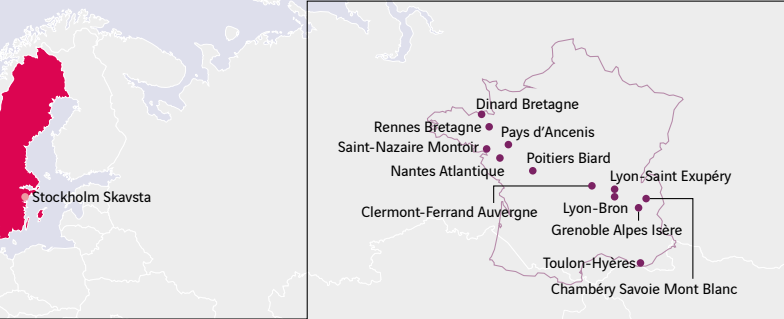 Stockholm Skavsta
Dinard Bretagne
Rennes Bretagne
Pays d’Ancenis
Saint-Nazaire Montoir
Poitiers Biard
Nantes Atlantique
Lyon-Saint Exupéry
Clermont-Ferrand Auvergne
Lyon-Bron
Grenoble Alpes Isère
Toulon-Hyères
Chambéry Savoie Mont Blanc